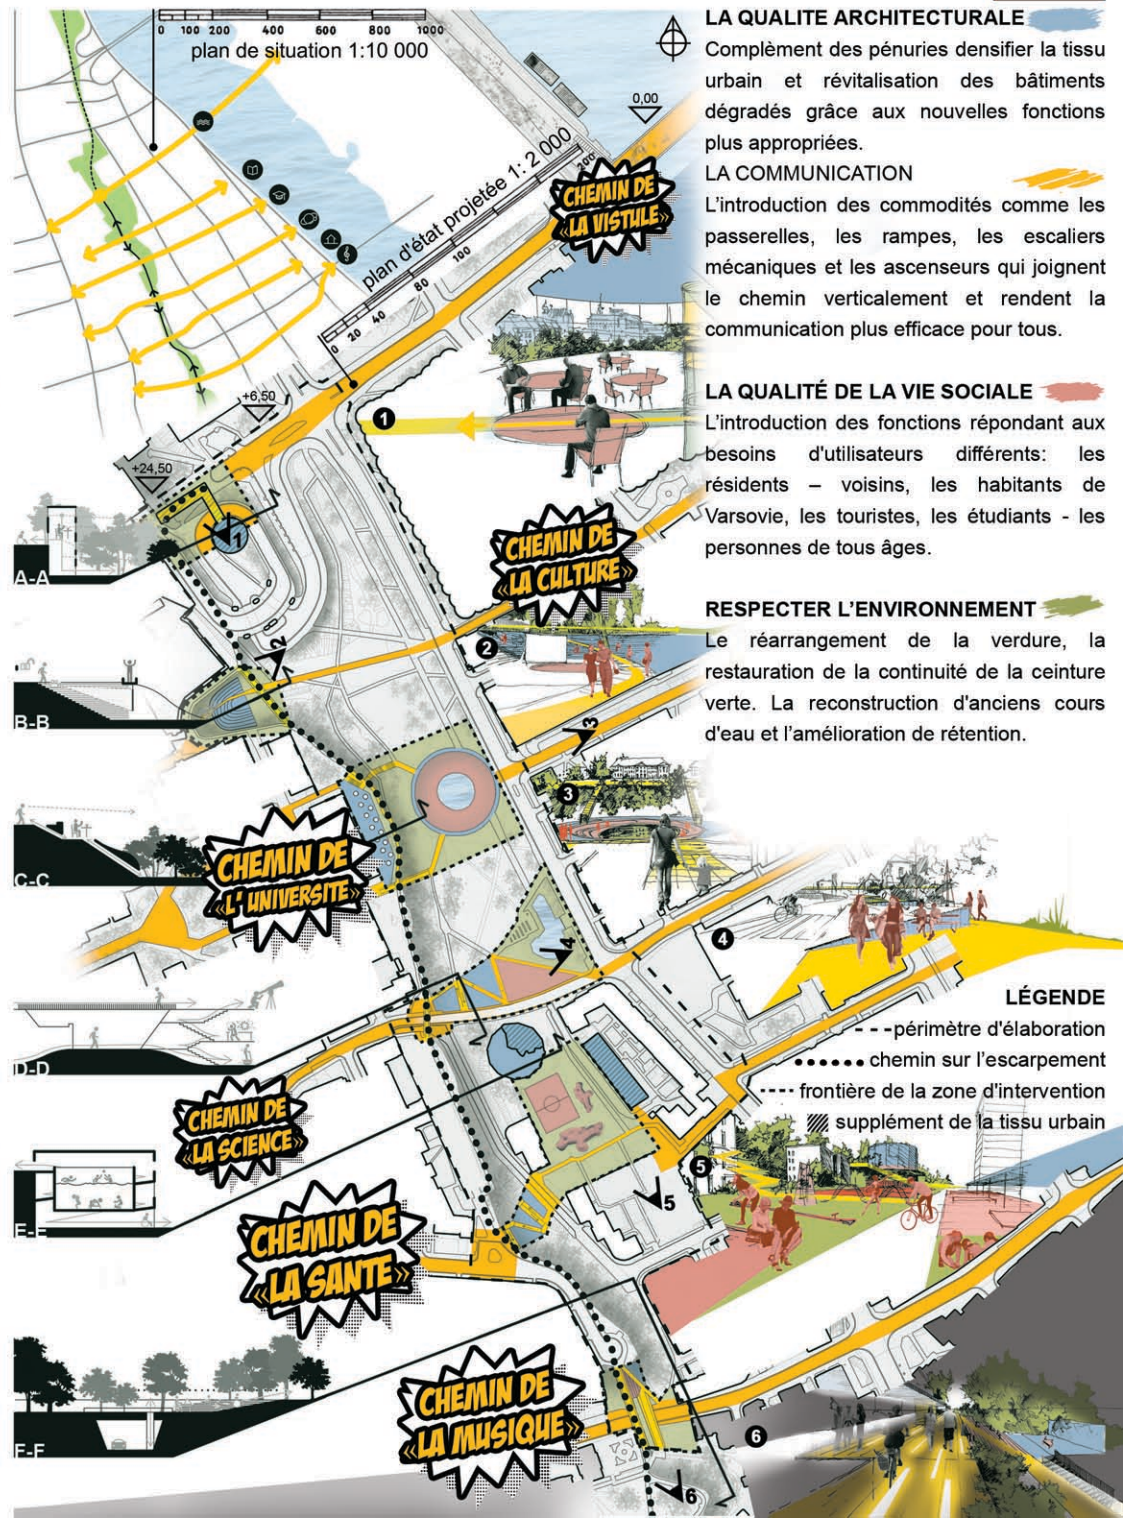 0 100 200 400 600 800 1000
plan de situation 1:10 000
0,00
plan d'état projetée 1: 2 000
0 20 40 80 100 200
+6,50
+24,50
CHEMIN DE
«LA VISTULE»
CHEMIN DE
«LA CULTURE»
CHEMIN DE
«L' UNIVERSITE»
CHEMIN DE
«LA SCIENCE»
CHEMIN DE
«LA SANTE»
CHEMIN DE
«LA MUSIQUE»
A-A
B-B
C-C
D-D
E-E
F-F
1
2
3
4
5
6
1
2
3
4
5
6
LA QUALITE ARCHITECTURALE
Complèment des pénuries densifier la tissu
urbain et révitalisation des bâtiments
dégradés grâce aux nouvelles fonctions
plus appropriées.
LA COMMUNICATION
L'introduction des commodités comme les
passerelles, les rampes, les escaliers
mécaniques et les ascenseurs qui joignent
le chemin verticalement et rendent la
communication plus efficace pour tous.
LA QUALITÉ DE LA VIE SOCIALE
L'introduction des fonctions répondant aux
besoins d'utilisateurs différents: les
résidents – voisins, les habitants de
Varsovie, les touristes, les étudiants - les
personnes de tous âges.
RESPECTER L'ENVIRONNEMENT
Le réarrangement de la verdure, la
restauration de la continuité de la ceinture
verte. La reconstruction d'anciens cours
d'eau et l'amélioration de rétention.
LÉGENDE
périmètre d'élaboration
chemin sur l'escarpement
frontière de la zone d'intervention
supplément de la tissu urbain